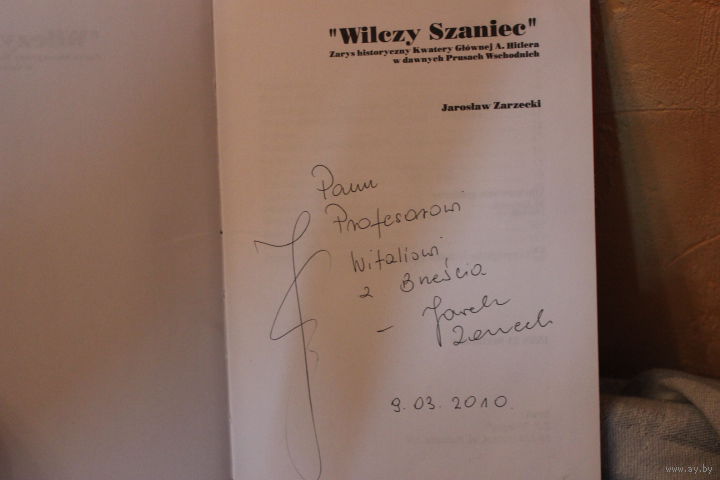 "Wilczy Szaniec"
Zarys historyczny Kwatery Głównej A. Hitlera
w dawnych Prusach Wschodnich
Jarosław Zarzecki
Panu
Profesorowi
Witaliowi
z Brześcia
– Jarek
9.03.2010.
www.ay.by